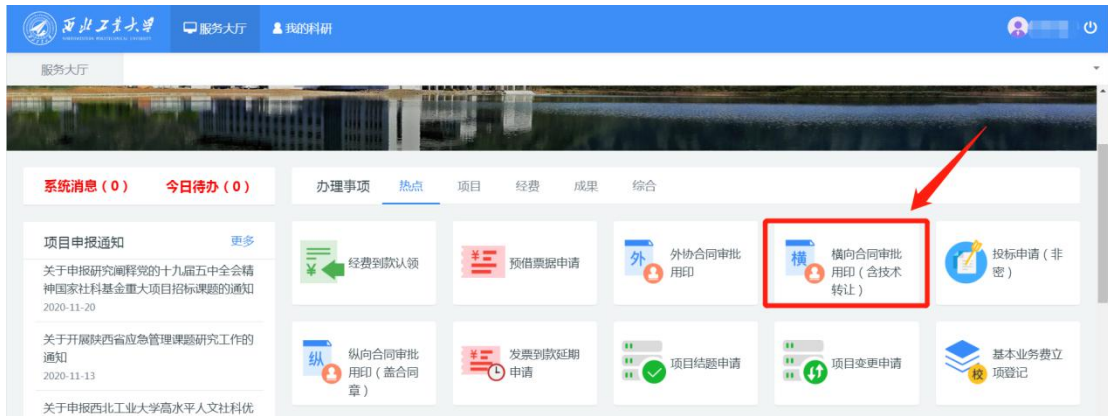 西北工业大学
NORTHWESTERN POLYTECHNICAL UNIVERSITY
服务大厅
我的科研
服务大厅
系统消息（0）
今日待办（0）
项目申报通知
更多
关于申报研究阐释党的十九届五中全会精
神国家社科基金重大项目招标课题的通知
2020-11-20
关于开展陕西省应急管理课题研究工作的
通知
2020-11-13
关于申报西北工业大学高水平人文社科优
办理事项
热点
项目
经费
成果
综合
¥
经费到款认领
¥
预借票据申请
外
外协合同审批
用印
横
横向合同审批
用印（含技术
转让）
投标申请（非
密）
纵
纵向合同审批
用印（盖合同
章）
¥
发票到款延期
申请
项目结题申请
项目变更申请
校
基本业务费立
项登记